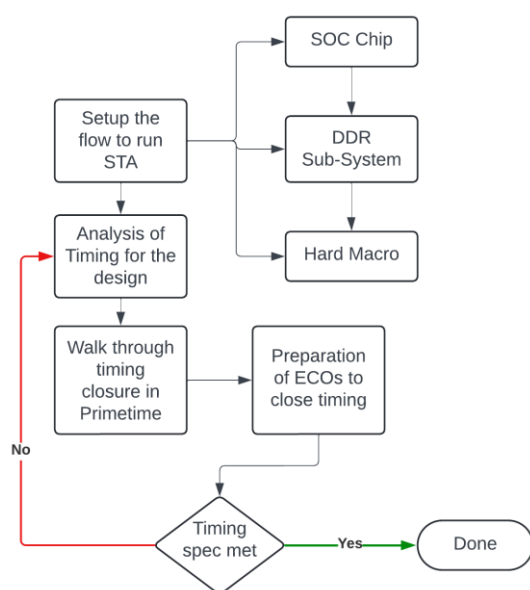 SOC Chip
Setup the
flow to run
STA
DDR
Sub-System
Analysis of
Timing for the
design
Hard Macro
Walk through
timing
closure in
Primetime
Preparation
of ECOs to
close timing
No
Timing
spec met
Yes
Done